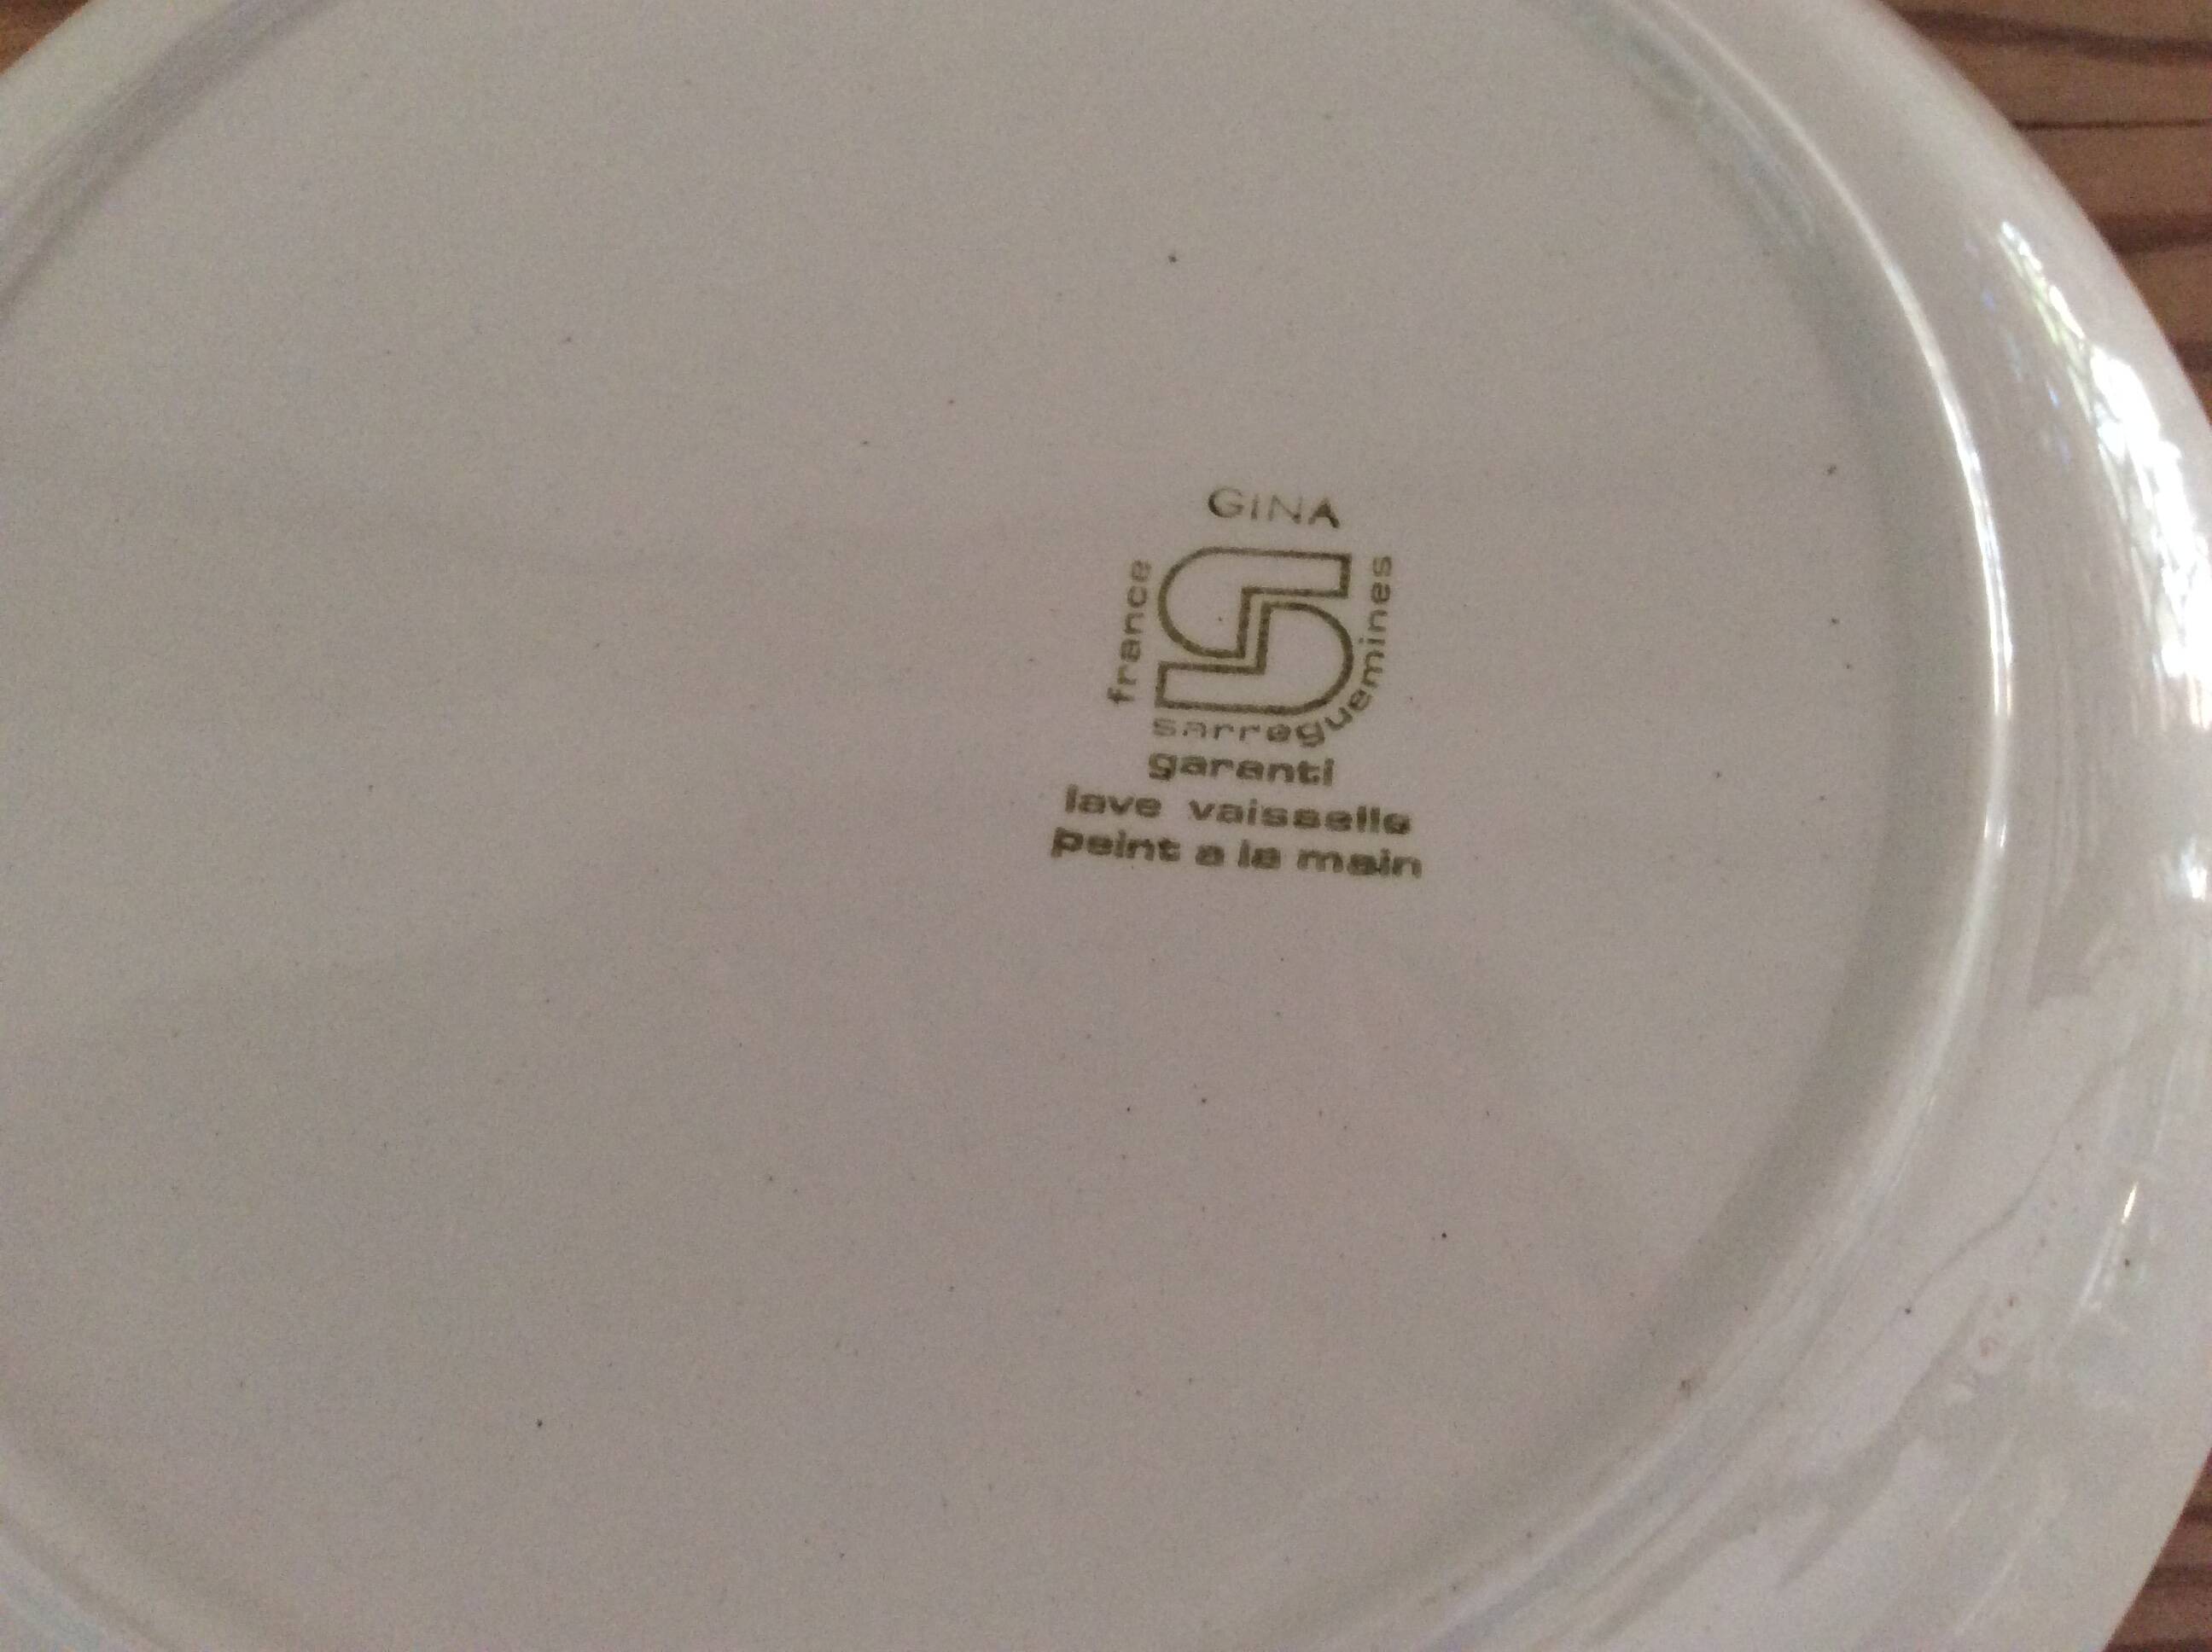 GINA
france
S
sarreguemines
garanti
lave vaisselle
peint a la main